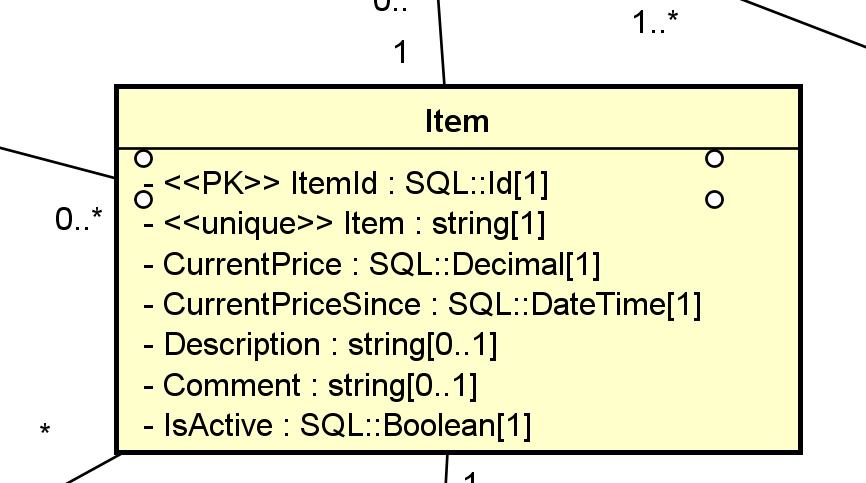 0..
1..*
1
Item
- <<PK>> ItemId : SQL::Id[1]
0..*
- <<unique>> Item : string[1]
- CurrentPrice : SQL::Decimal[1]
- CurrentPriceSince : SQL::DateTime[1]
- Description : string[0..1]
- Comment : string[0..1]
*
- IsActive : SQL::Boolean[1]
1